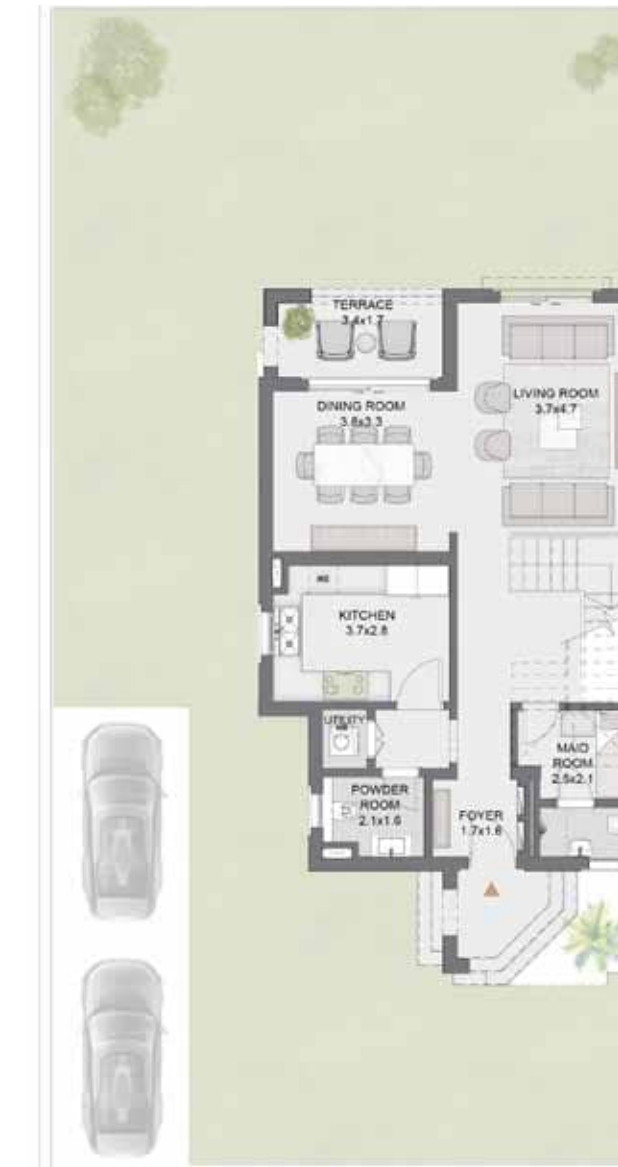 TERRACE
3.4x1.7
DINING ROOM
3.8x3.3
LIVING ROOM
3.7x4.7
KITCHEN
3.7x2.8
UTILITY
MAID
ROOM
2.5x2.1
POWDER
ROOM
2.1x1.6
FOYER
1.7x1.6